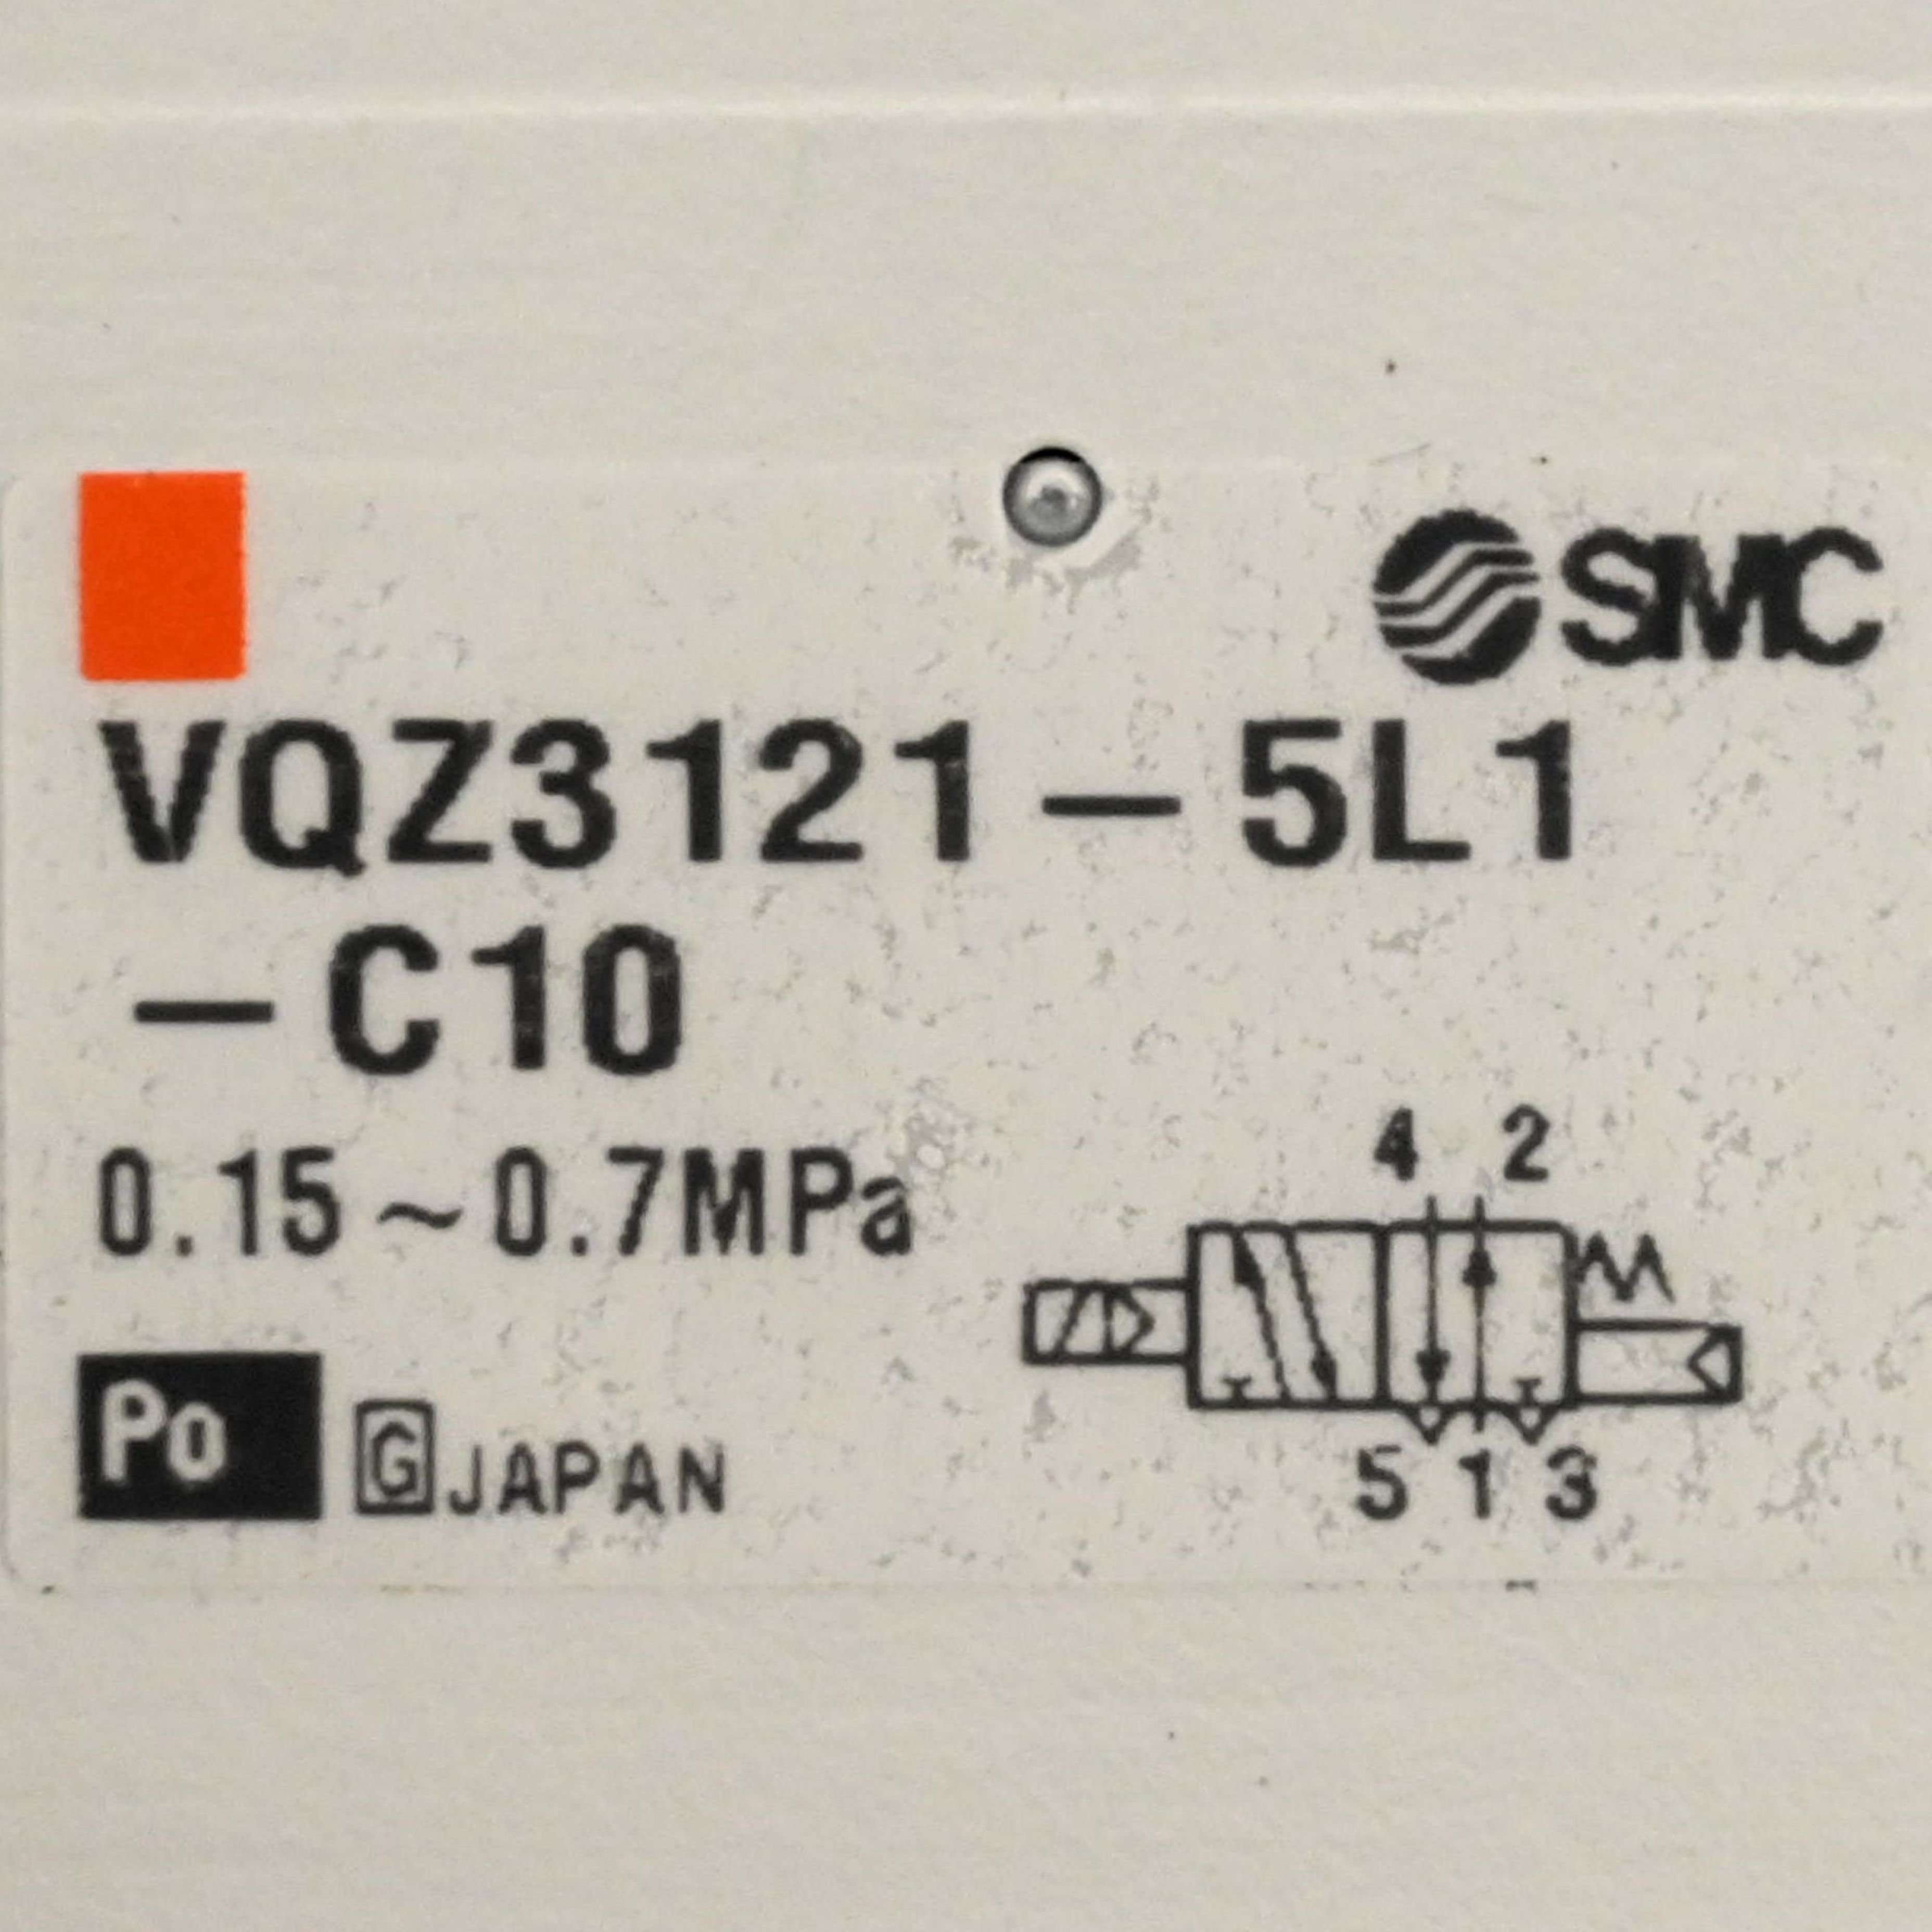 SMC
VQZ3121-5L1
-C10
0.15~0.7MPa
4 2
Po G JAPAN
5 1 3